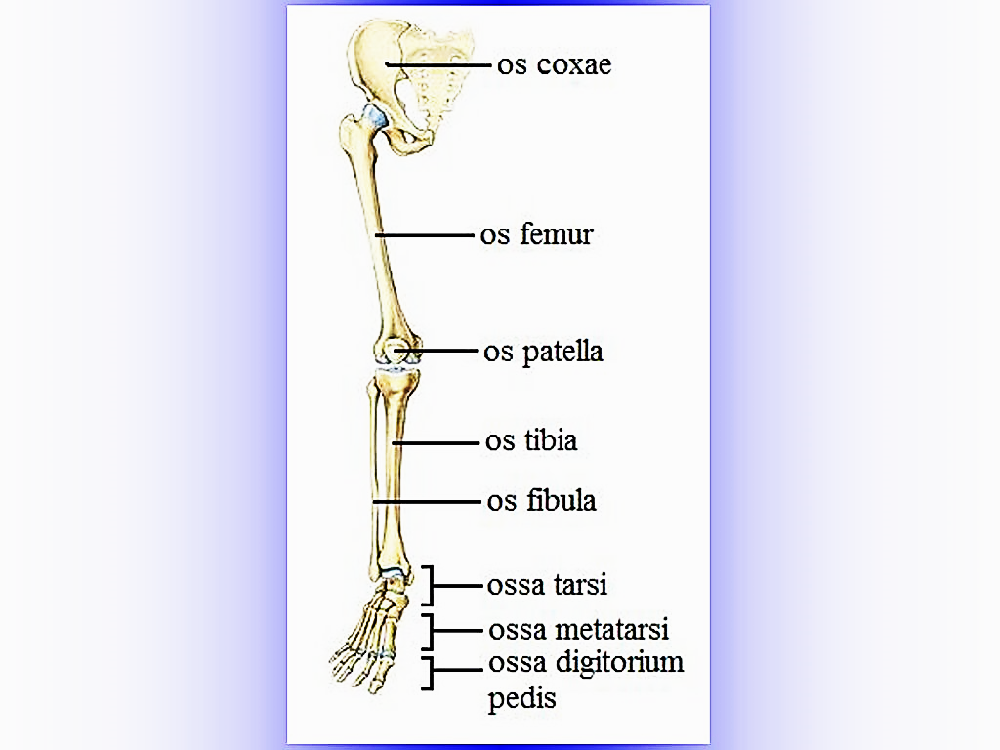 os coxae
os femur
os patella
os tibia
os fibula
ossa tarsi
ossa metatarsi
ossa digitorium
pedis